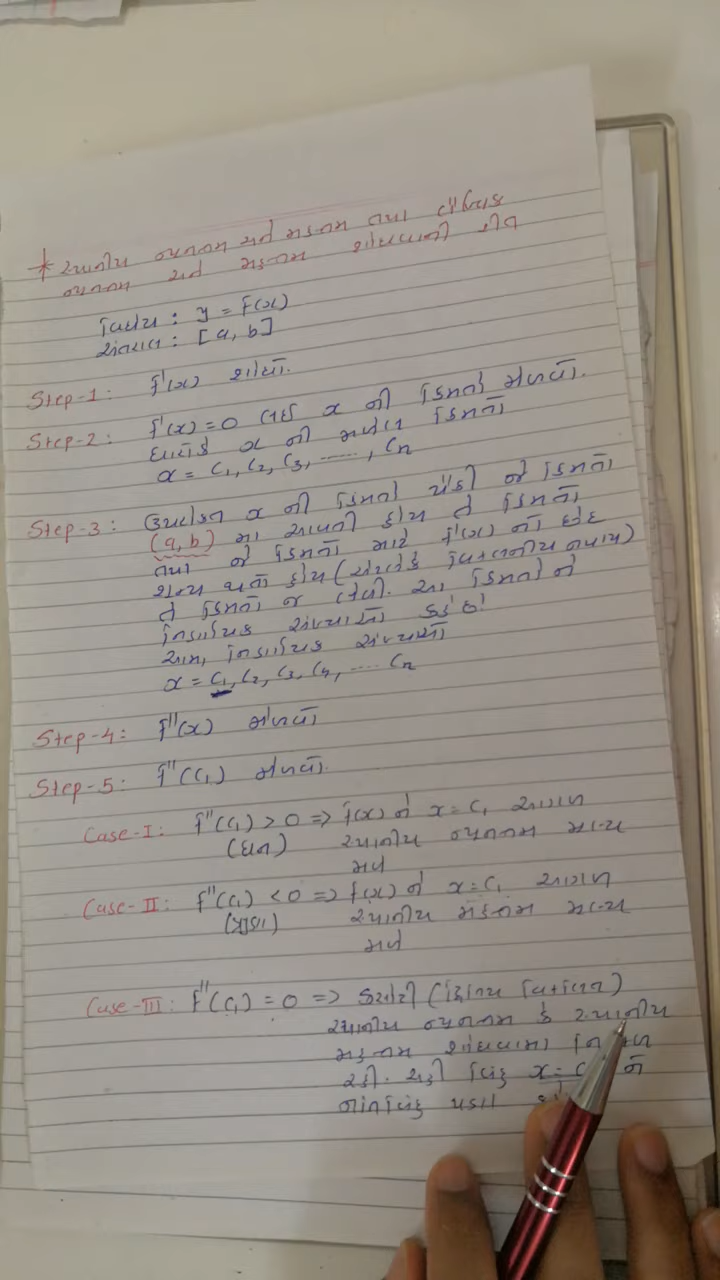 * સ્થાનીય ન્યૂનતમ અને મહત્તમ તથા વૈશ્વિક
ન્યૂનતમ અને મહત્તમ શોધવાની રીત
વિધેય : y = f(x)
અંતરાલ : [a, b]
Step-1: f'(x) શોધો.
Step-2: f'(x) = 0 લઈ x ની કિંમતો મેળવો.
ધારોકે x ની મળેલ કિંમતો
x = C₁, C₂, C₃, ......, Cn
Step-3: ઉપરોક્ત x ની કિંમતો પૈકી જે કિંમતો
(a, b) માં આવતી હોય તે કિંમતો
તથા જે કિંમતો માટે f'(x) નો છેદ
શૂન્ય થતો હોય (એટલેકે વિકલનીય ન થાય)
તે કિંમતો જ લેવી. આ કિંમતો ને
નિર્ણાયક સંખ્યાઓ કહે છે
આમ, નિર્ણાયક સંખ્યાઓ
x = C₁, C₂, C₃, C₄, .... Cn
Step-4: f''(x) મેળવો
Step-5: f''(C₁) મેળવો.
Case-I: f''(C₁) > 0 => f(x) ને x = C₁ આગળ
(ધન) સ્થાનીય ન્યૂનતમ મૂલ્ય
મળે
Case-II: f''(C₁) < 0 => f(x) ને x = C₁ આગળ
(ઋણ) સ્થાનીય મહત્તમ મૂલ્ય
મળે
Case-III: f''(C₁) = 0 => કસોટી (દ્વિતીય વિકલિત)
સ્થાનીય ન્યૂનતમ કે સ્થાનીય
મહત્તમ શોધવામાં
રહી. અહી બિંદુ x = C ને
નતિબિંદુ પણ